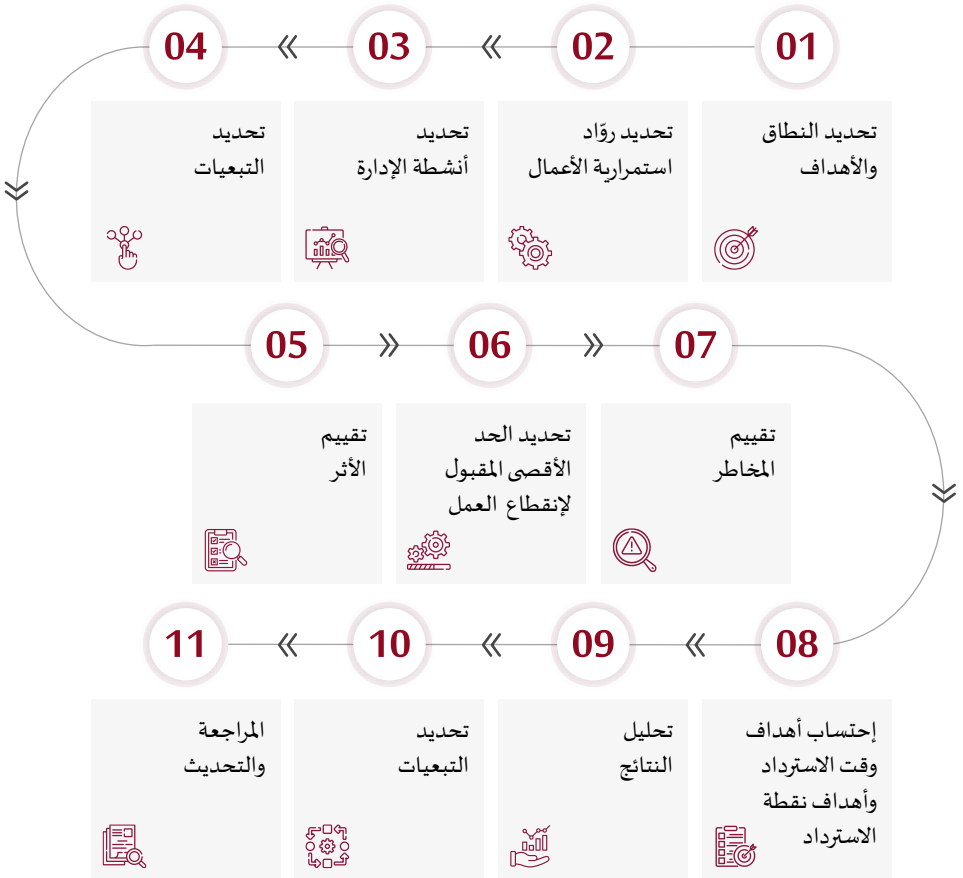 01
تحديد النطاق
والأهداف
02
تحديد روّاد
استمرارية الأعمال
03
تحديد
أنشطة الإدارة
04
تحديد
التبعيات
05
تقييم
الأثر
06
تحديد الحد
الأقصى المقبول
لإنقطاع العمل
07
تقييم
المخاطر
08
إحتساب أهداف
وقت الاسترداد
وأهداف نقطة
الاسترداد
09
تحليل
النتائج
10
تحديد
التبعيات
11
المراجعة
والتحديث